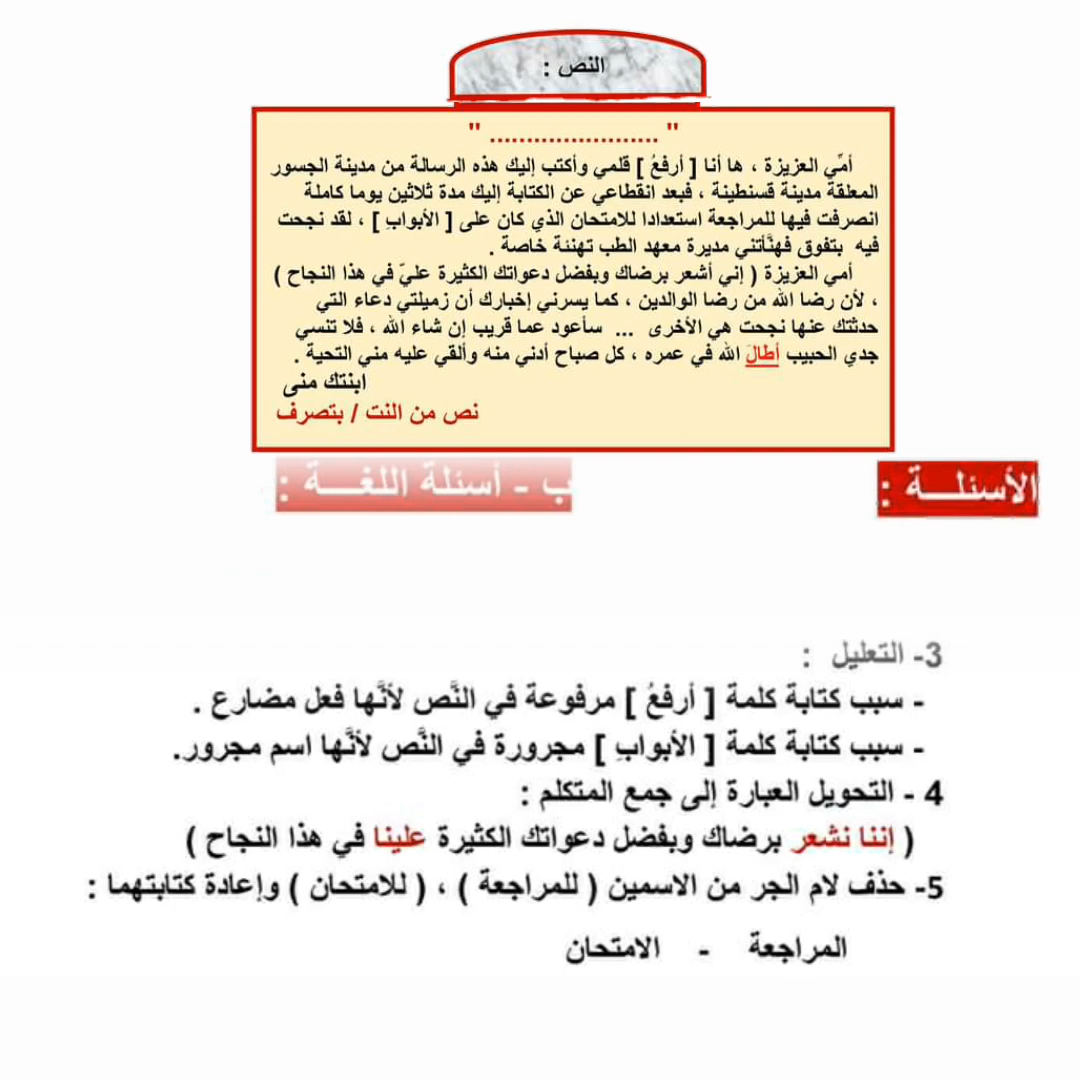 النص :
" ....................... "
أمّي العزيزة ، ها أنا [ أرفعُ ] قلمي وأكتب إليك هذه الرسالة من مدينة الجسور
المعلقة مدينة قسنطينة ، فبعد انقطاعي عن الكتابة إليك مدة ثلاثين يوما كاملة
انصرفت فيها للمراجعة استعدادا للامتحان الذي كان على [ الأبوابِ ] ، لقد نجحت
فيه بتفوق فهنَّأتني مديرة معهد الطب تهنئة خاصة .
أمي العزيزة ( إني أشعر برضاك وبفضل دعواتك الكثيرة عليّ في هذا النجاح )
، لأن رضا الله من رضا الوالدين ، كما يسرني إخبارك أن زميلتي دعاء التي
حدثتك عنها نجحت هي الأخرى ... سأعود عما قريب إن شاء الله ، فلا تنسي
جدي الحبيب أطالَ الله في عمره ، كل صباح أدني منه وألقي عليه مني التحية .
ابنتك منى
نص من النت / بتصرف
الأسئلـــة :
ب - أسئلة اللغـــة :
3- التعليل :
- سبب كتابة كلمة [ أرفعُ ] مرفوعة في النَّص لأنَّها فعل مضارع .
- سبب كتابة كلمة [ الأبوابِ ] مجرورة في النَّص لأنَّها اسم مجرور.
4 - التحويل العبارة إلى جمع المتكلم :
( إننا نشعر برضاك وبفضل دعواتك الكثيرة علينا في هذا النجاح )
5- حذف لام الجر من الاسمين ( للمراجعة ) ، ( للامتحان ) وإعادة كتابتهما :
المراجعة - الامتحان